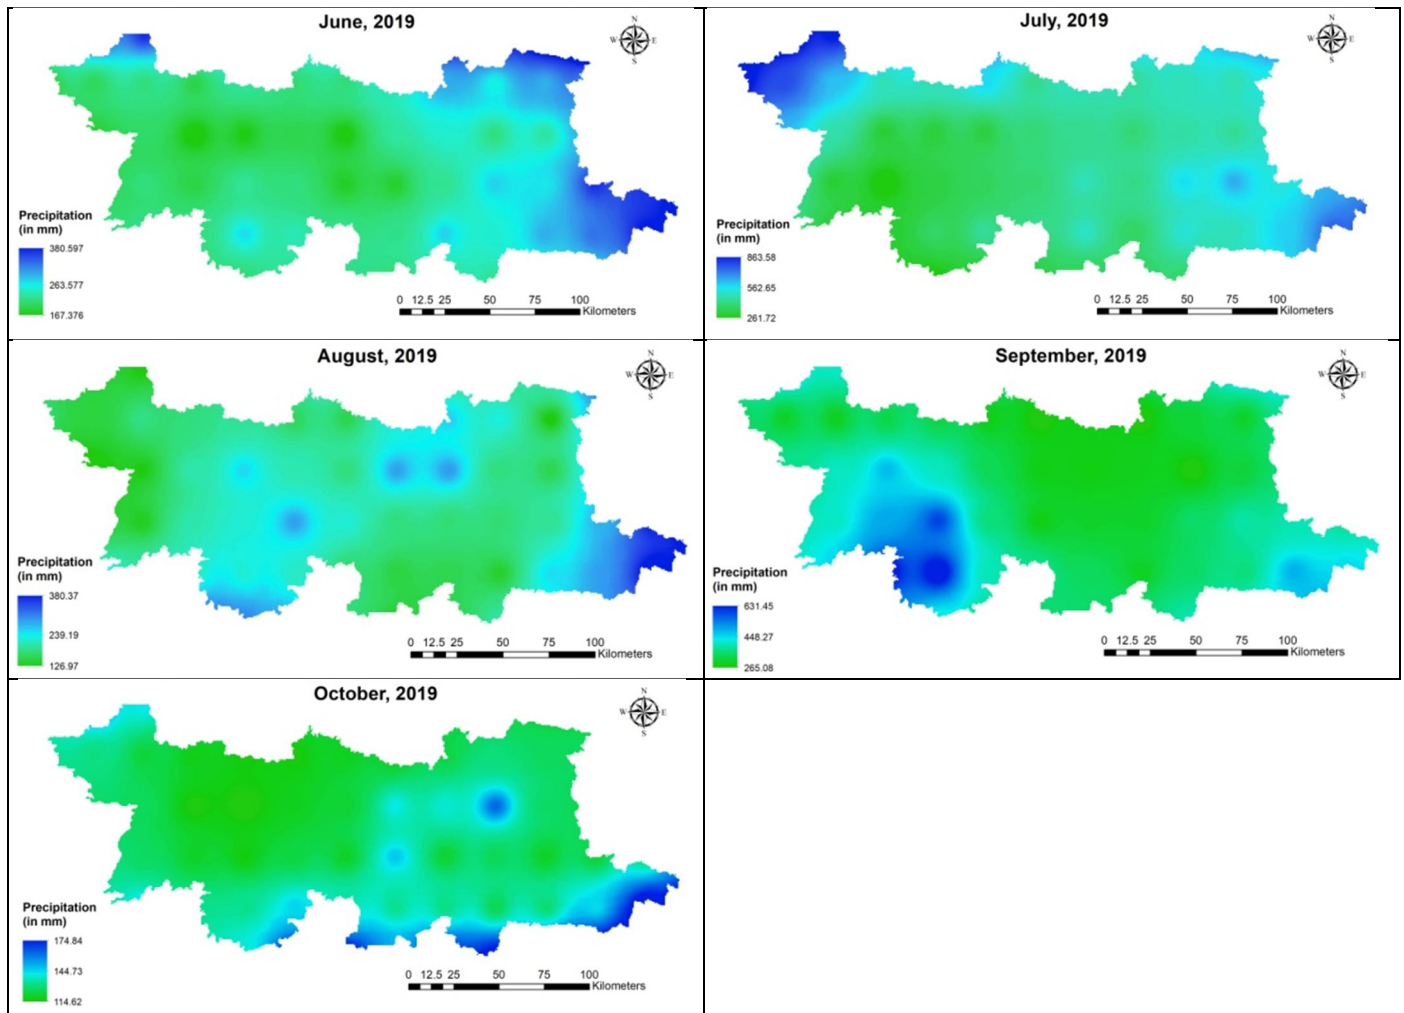 June, 2019
N
W E
S
Precipitation
(in mm)
380.597
263.577
167.376
0 12.5 25 50 75 100
Kilometers
July, 2019
N
W E
S
Precipitation
(in mm)
863.58
562.65
261.72
0 12.5 25 50 75 100
Kilometers
August, 2019
N
W E
S
Precipitation
(in mm)
380.37
239.19
126.97
0 12.5 25 50 75 100
Kilometers
September, 2019
N
W E
S
Precipitation
(in mm)
631.45
448.27
265.08
0 12.5 25 50 75 100
Kilometers
October, 2019
N
W E
S
Precipitation
(in mm)
174.84
144.73
114.62
0 12.5 25 50 75 100
Kilometers